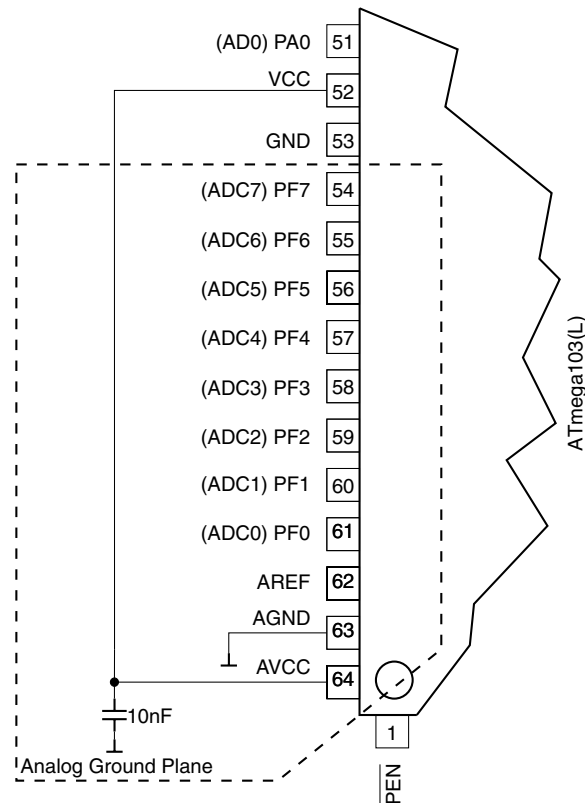 (AD0) PA0 51
VCC 52
GND 53
(ADC7) PF7 54
(ADC6) PF6 55
(ADC5) PF5 56
(ADC4) PF4 57
(ADC3) PF3 58
(ADC2) PF2 59
(ADC1) PF1 60
(ADC0) PF0 61
AREF 62
AGND 63
AVCC 64
10nF
Analog Ground Plane
1
PEN
ATmega103(L)